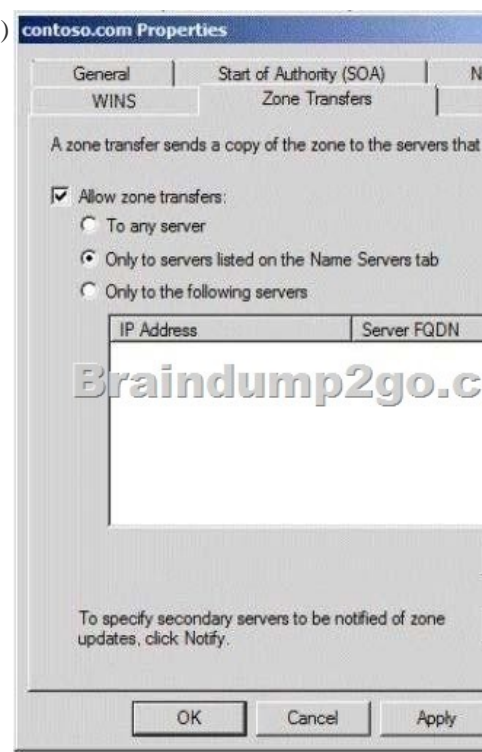 )
contoso.com Properties
General
Start of Authority (SOA)
N
WINS
Zone Transfers
A zone transfer sends a copy of the zone to the servers that
Allow zone transfers:
To any server
Only to servers listed on the Name Servers tab
Only to the following servers
IP Address
Server FQDN
Braindump2go.c
To specify secondary servers to be notified of zone
updates, click Notify.
OK
Cancel
Apply